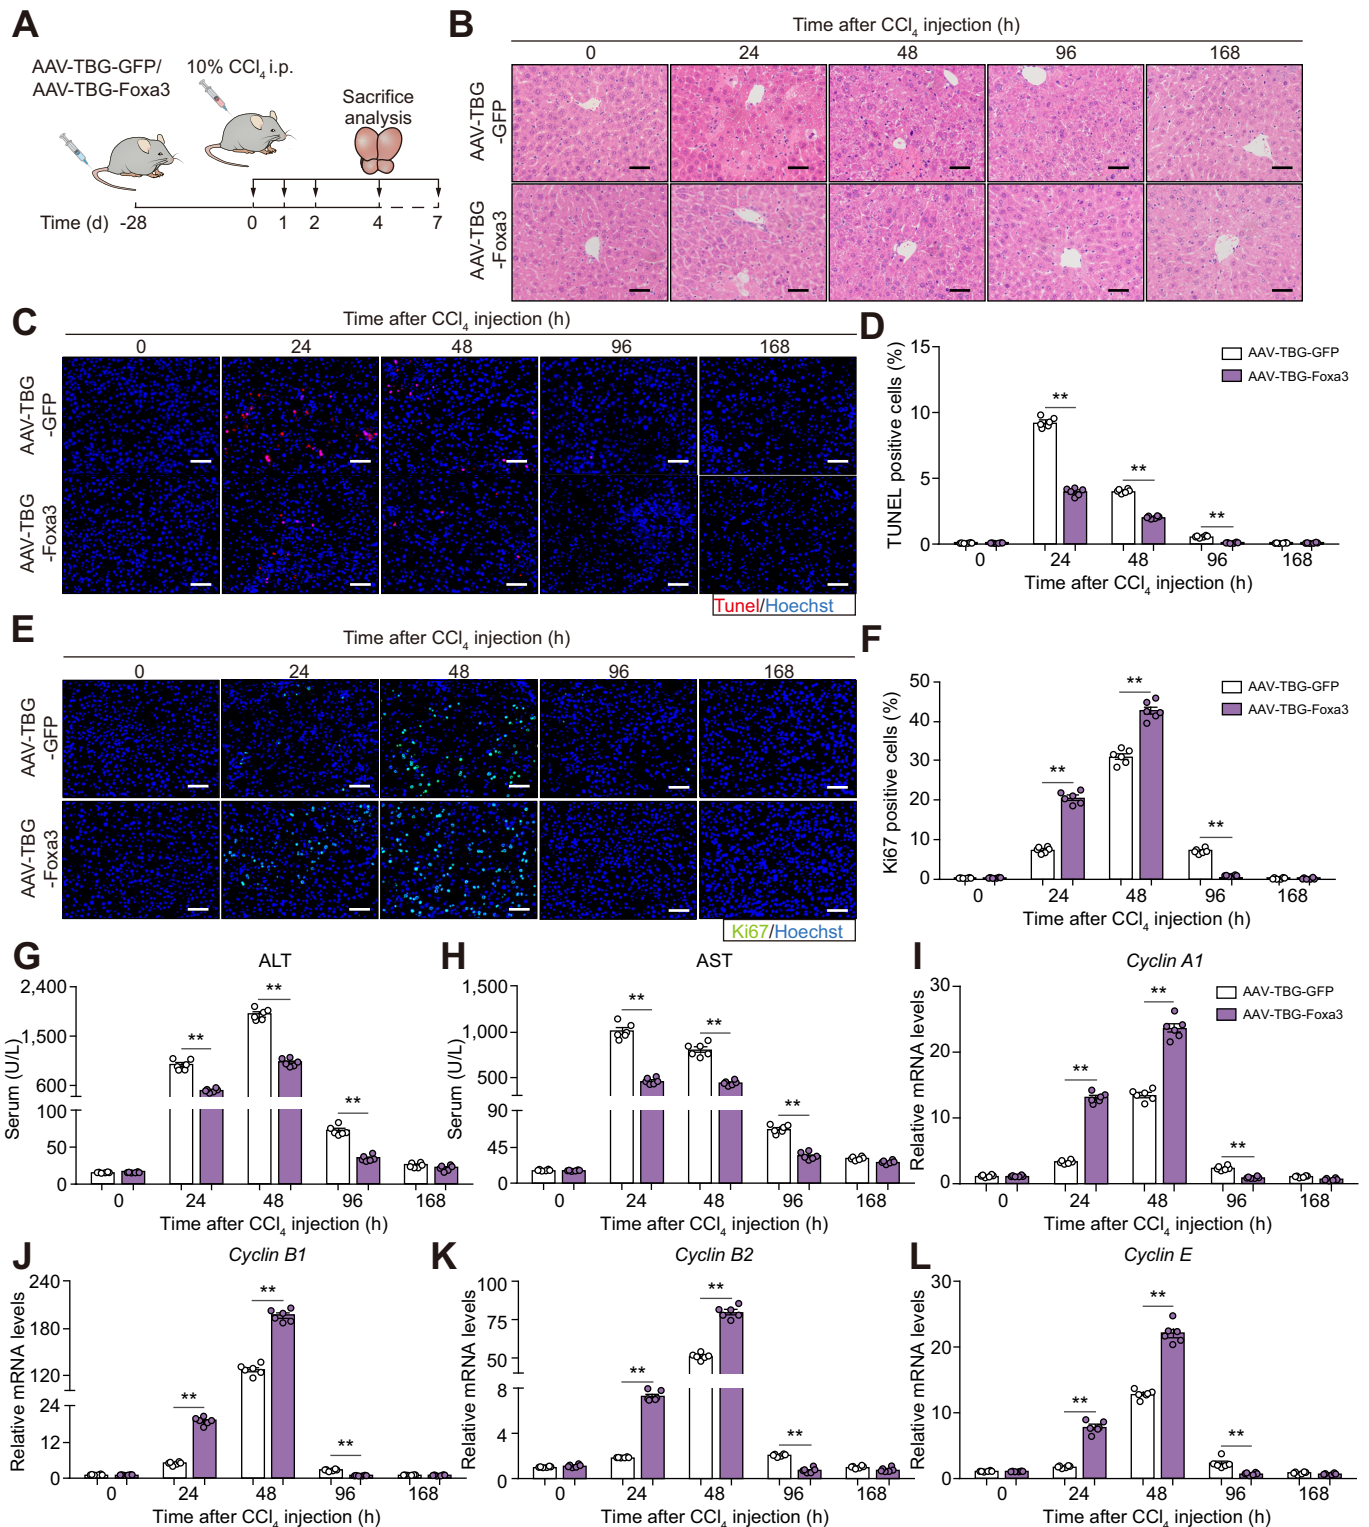 A
AAV-TBG-GFP/
AAV-TBG-Foxa3
10% CCl4 i.p.
Sacrifice
analysis
Time (d) -28 0 1 2 4 7
B
Time after CCl4 injection (h)
0 24 48 96 168
AAV-TBG
-GFP
AAV-TBG
-Foxa3
C
Time after CCl4 injection (h)
0 24 48 96 168
AAV-TBG
-GFP
AAV-TBG
-Foxa3
Tunel/Hoechst
D
TUNEL positive cells (%)
15
10
5
0
AAV-TBG-GFP
AAV-TBG-Foxa3
**
**
**
0 24 48 96 168
Time after CCl4 injection (h)
E
Time after CCl4 injection (h)
0 24 48 96 168
AAV-TBG
-GFP
AAV-TBG
-Foxa3
Ki67/Hoechst
F
Ki67 positive cells (%)
50
40
30
20
10
0
AAV-TBG-GFP
AAV-TBG-Foxa3
**
**
**
0 24 48 96 168
Time after CCl4 injection (h)
G
ALT
Serum (U/L)
2,400
1,500
600
100
50
0
**
**
**
0 24 48 96 168
Time after CCl4 injection (h)
H
AST
Serum (U/L)
1,500
1,000
500
90
45
0
**
**
**
0 24 48 96 168
Time after CCl4 injection (h)
I
Cyclin A1
Relative mRNA levels
30
20
10
0
AAV-TBG-GFP
AAV-TBG-Foxa3
**
**
**
0 24 48 96 168
Time after CCl4 injection (h)
J
Cyclin B1
Relative mRNA levels
240
180
120
24
12
0
**
**
**
0 24 48 96 168
Time after CCl4 injection (h)
K
Cyclin B2
Relative mRNA levels
100
75
50
8
4
0
**
**
**
0 24 48 96 168
Time after CCl4 injection (h)
L
Cyclin E
Relative mRNA levels
30
20
10
0
**
**
**
0 24 48 96 168
Time after CCl4 injection (h)